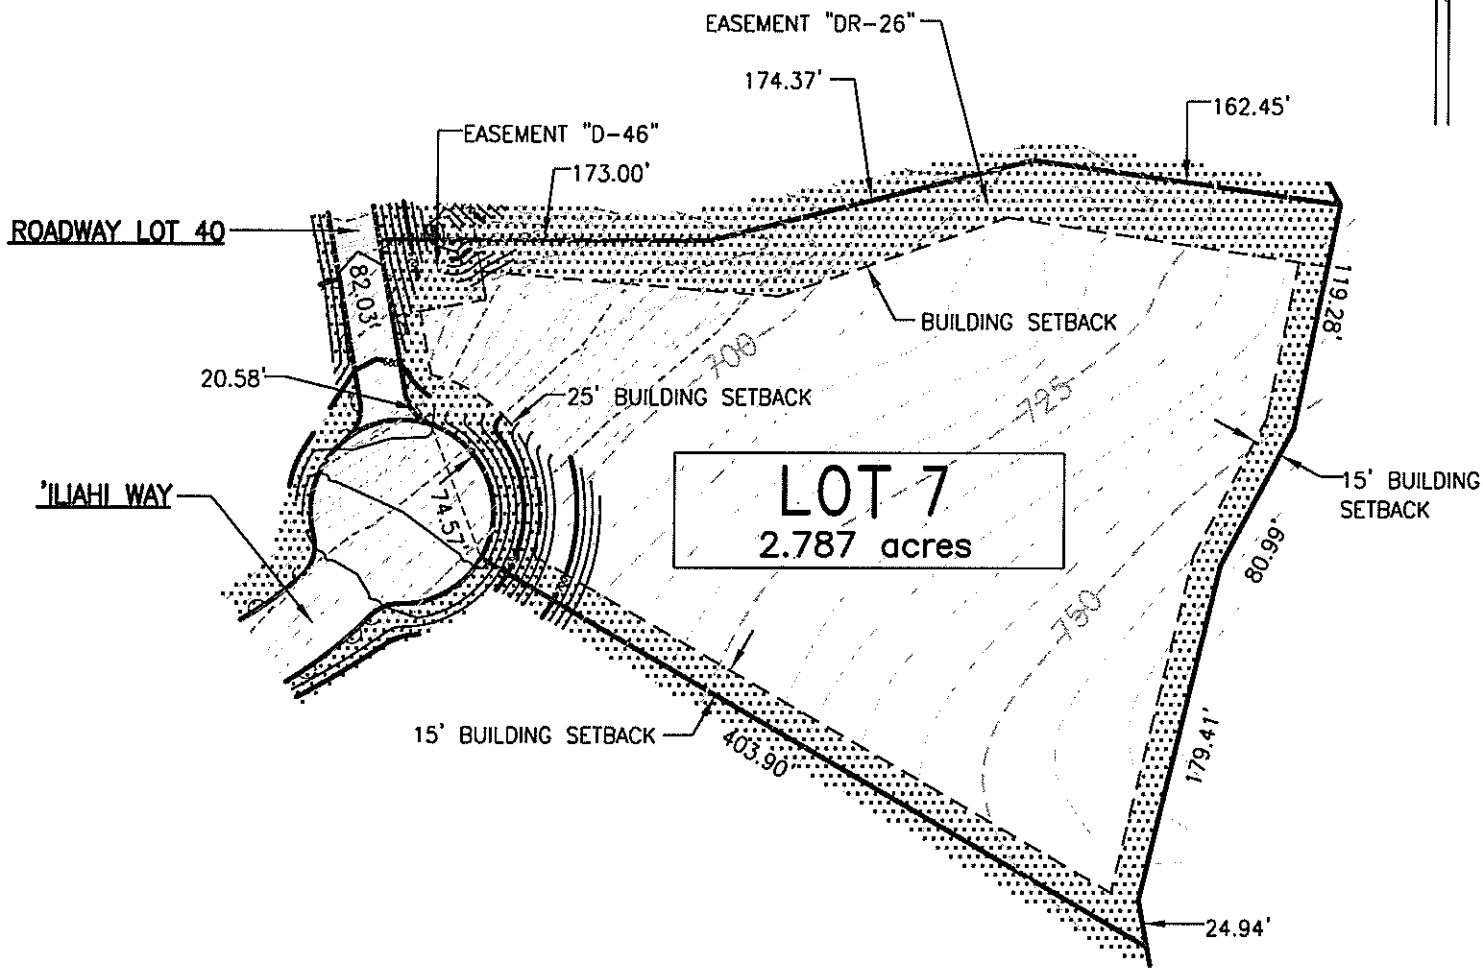 EASEMENT "DR-26"
174.37'
162.45'
EASEMENT "D-46"
173.00'
ROADWAY LOT 40
82.03'
119.28'
BUILDING SETBACK
700
20.58'
25' BUILDING SETBACK
725
LOT 7
2.787 acres
15' BUILDING
SETBACK
'ILIAHI WAY
74.57'
80.99'
750
15' BUILDING SETBACK
403.90'
179.41'
24.94'